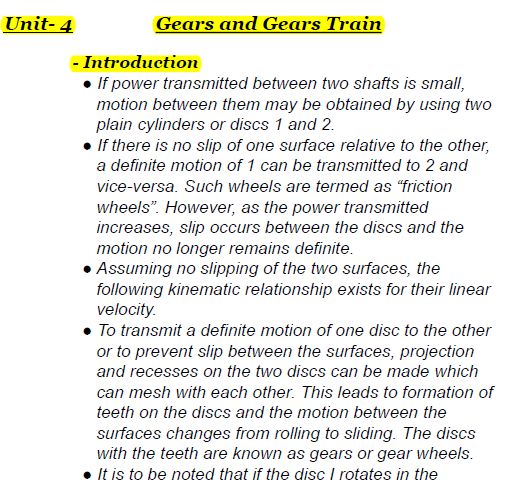 Unit- 4 Gears and Gears Train
- Introduction
● If power transmitted between two shafts is small,
motion between them may be obtained by using two
plain cylinders or discs 1 and 2.
● If there is no slip of one surface relative to the other,
a definite motion of 1 can be transmitted to 2 and
vice-versa. Such wheels are termed as “friction
wheels”. However, as the power transmitted
increases, slip occurs between the discs and the
motion no longer remains definite.
● Assuming no slipping of the two surfaces, the
following kinematic relationship exists for their linear
velocity.
● To transmit a definite motion of one disc to the other
or to prevent slip between the surfaces, projection
and recesses on the two discs can be made which
can mesh with each other. This leads to formation of
teeth on the discs and the motion between the
surfaces changes from rolling to sliding. The discs
with the teeth are known as gears or gear wheels.
● It is to be noted that if the disc I rotates in the